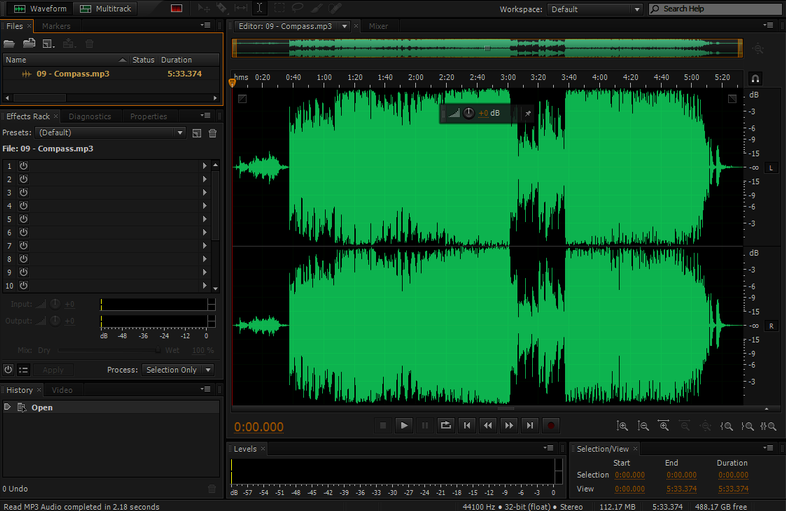 Waveform Multitrack Workspace: Default Search Help
Files Markers
Name Status Duration
09 - Compass.mp3 5:33.374
Effects Rack Diagnostics Properties
Presets: (Default)
File: 09 - Compass.mp3
1
2
3
4
5
6
7
8
9
10
Input: +0
Output: +0
dB -48 -36 -24 -12 0
Mix: Dry Wet 100 %
Apply Process: Selection Only
History Video
Open
0 Undo
Read MP3 Audio completed in 2.18 seconds
Editor: 09 - Compass.mp3 Mixer
hms 0:20 0:40 1:00 1:20 1:40 2:00 2:20 2:40 3:00 3:20 3:40 4:00 4:20 4:40 5:00 5:20
+0 dB
dB
-3
-6
-9
-15
-∞ L
-15
-9
-6
-3
dB
-3
-6
-9
-15
-∞ R
-15
-9
-6
-3
0:00.000
Levels
dB -57 -54 -51 -48 -45 -42 -39 -36 -33 -30 -27 -24 -21 -18 -15 -12 -9 -6 -3 0
Selection/View
Start End Duration
Selection 0:00.000 0:00.000 0:00.000
View 0:00.000 5:33.374 5:33.374
44100 Hz • 32-bit (float) • Stereo 112.17 MB 5:33.374 488.17 GB free